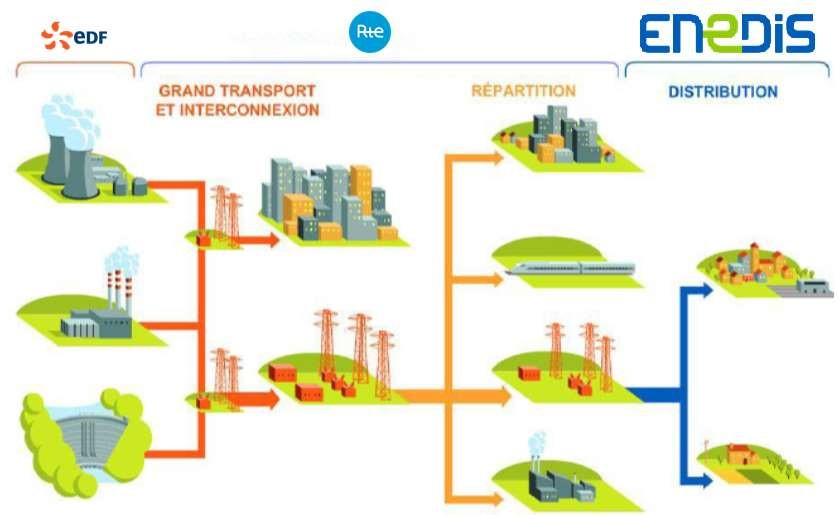 eDF
Rte
ENEDIS
GRAND TRANSPORT
ET INTERCONNEXION
RÉPARTITION
DISTRIBUTION